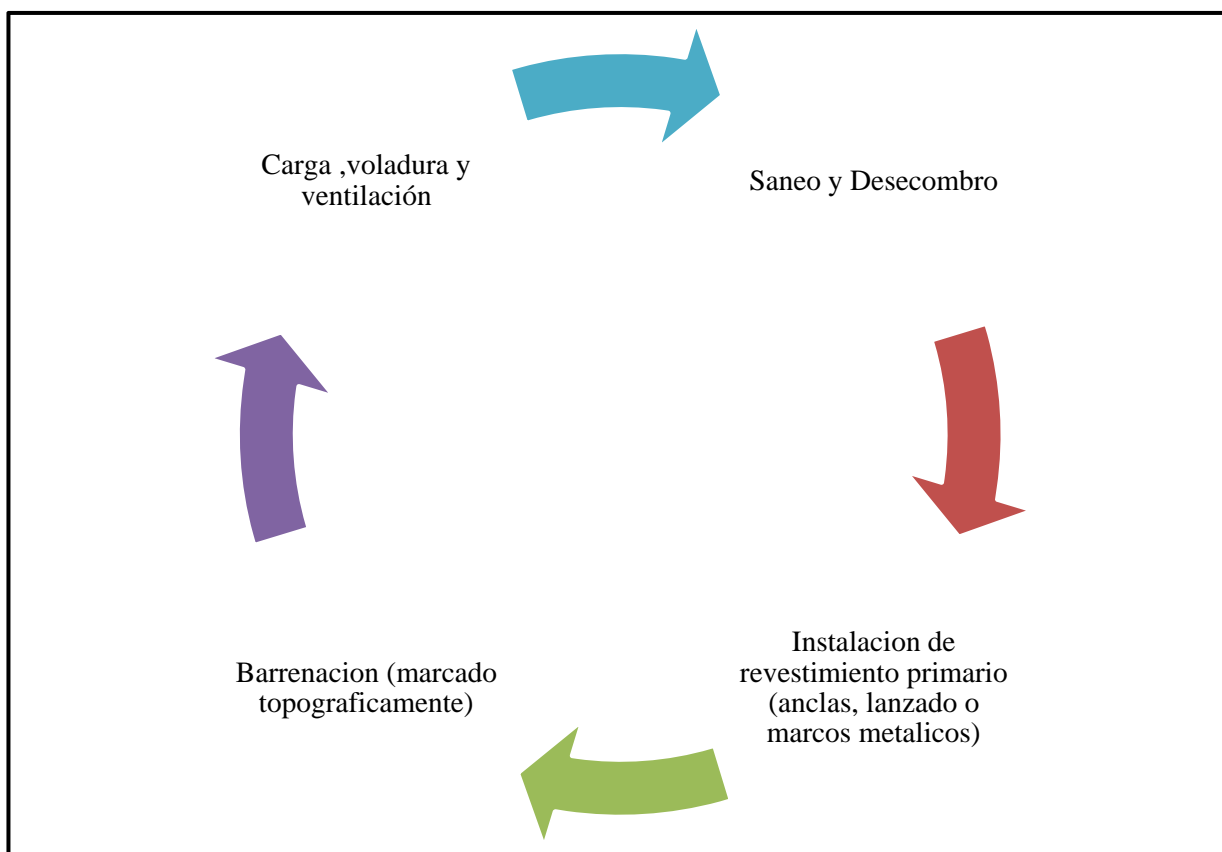 Carga ,voladura y
ventilación
Saneo y Desecombro
Instalacion de
revestimiento primario
(anclas, lanzado o
marcos metalicos)
Barrenacion (marcado
topograficamente)